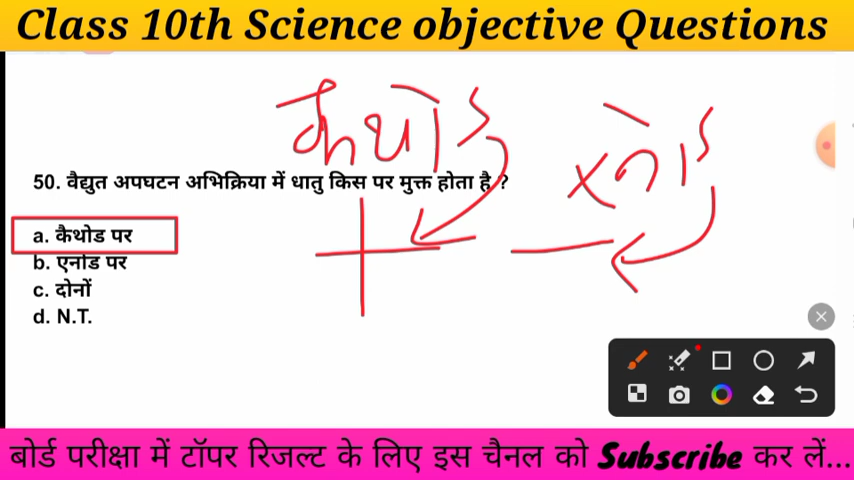 Class 10th Science objective Questions
कैथोड
एनोड
50. वैद्युत अपघटन अभिक्रिया में धातु किस पर मुक्त होता है ?
a. कैथोड पर
b. एनोड पर
c. दोनों
d. N.T.
बोर्ड परीक्षा में टॉपर रिजल्ट के लिए इस चैनल को Subscribe कर लें...